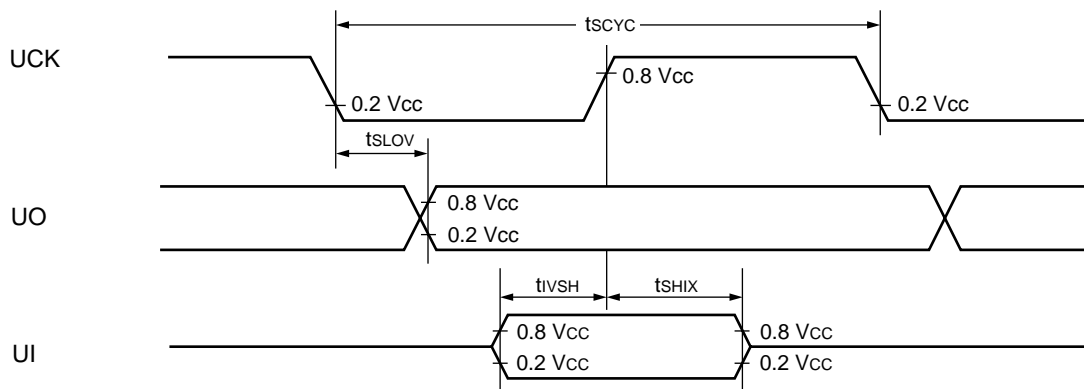 tSCYC
UCK
0.8 Vcc
0.2 Vcc
0.2 Vcc
tSLOV
UO
0.8 Vcc
0.2 Vcc
tIVSH
tSHIX
UI
0.8 VCC
0.8 VCC
0.2 VCC
0.2 VCC